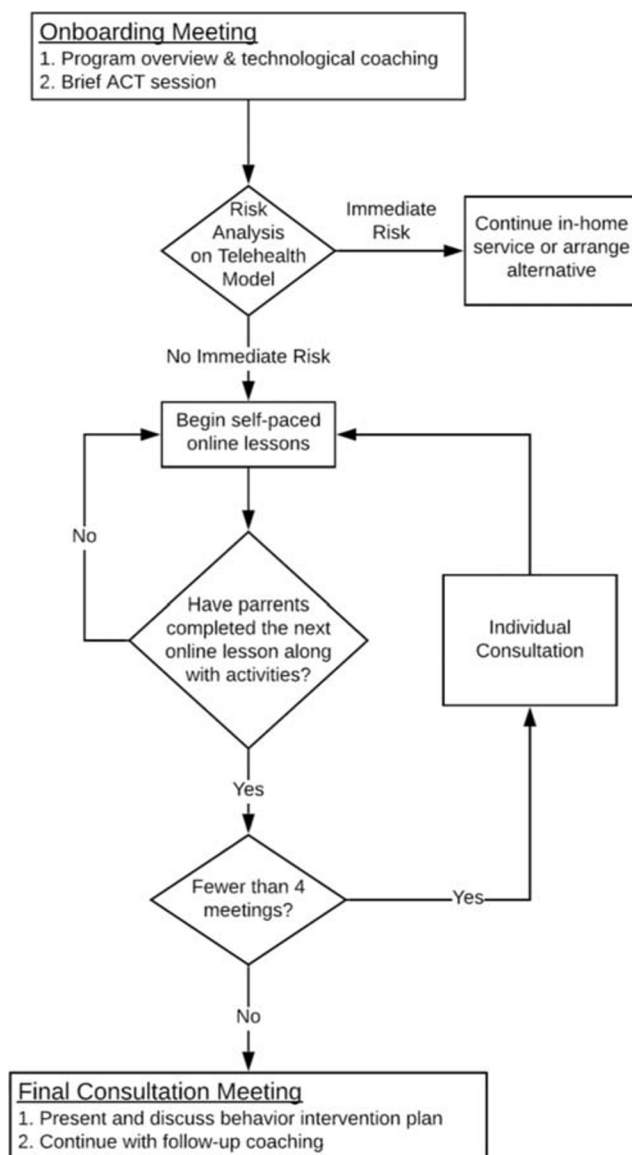 Onboarding Meeting
1. Program overview & technological coaching
2. Brief ACT session
Risk
Analysis
on Telehealth
Model
Immediate
Risk
Continue in-home
service or arrange
alternative
No Immediate Risk
Begin self-paced
online lessons
No
Have parrents
completed the next
online lesson along
with activities?
Individual
Consultation
Yes
Fewer than 4
meetings?
Yes
No
Final Consultation Meeting
1. Present and discuss behavior intervention plan
2. Continue with follow-up coaching